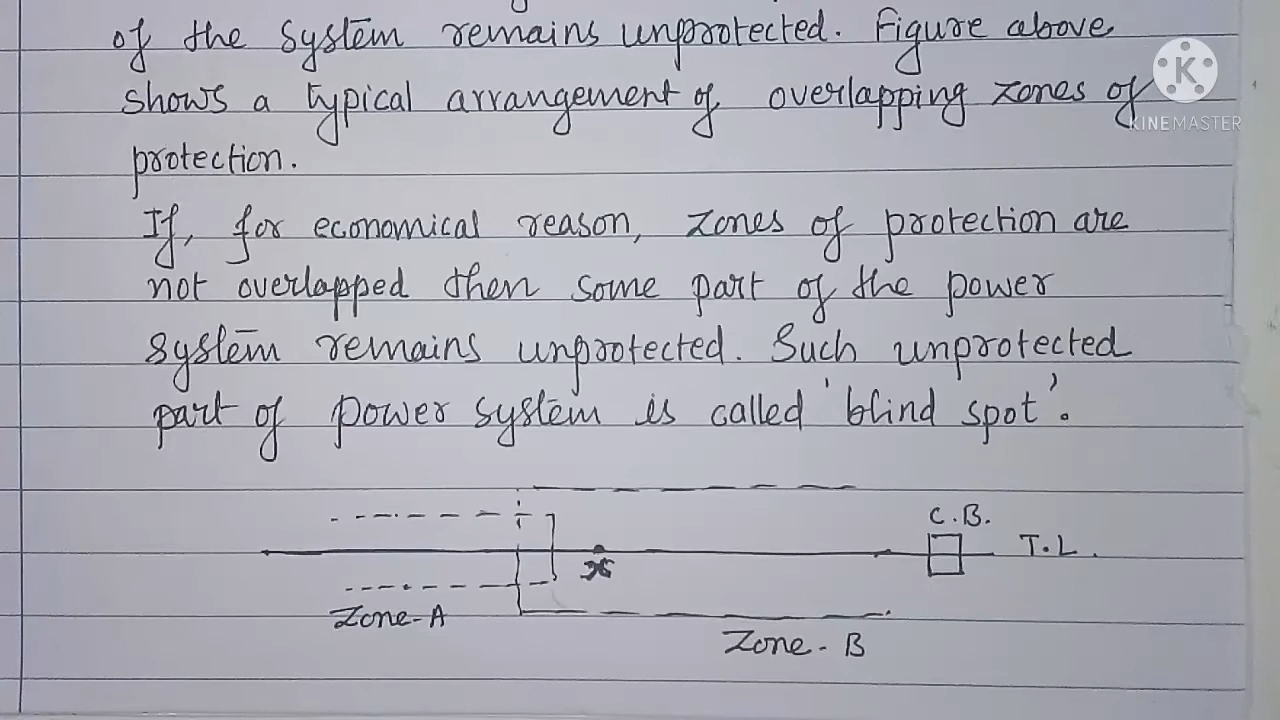 of the system remains unprotected. Figure above
shows a typical arrangement of overlapping zones of
protection.
If, for economical reason, zones of protection are
not overlapped then some part of the power
system remains unprotected. Such unprotected
part of power system is called 'blind spot'.
C.B.
T.L.
x
Zone-A
Zone-B
K
KINEMASTER